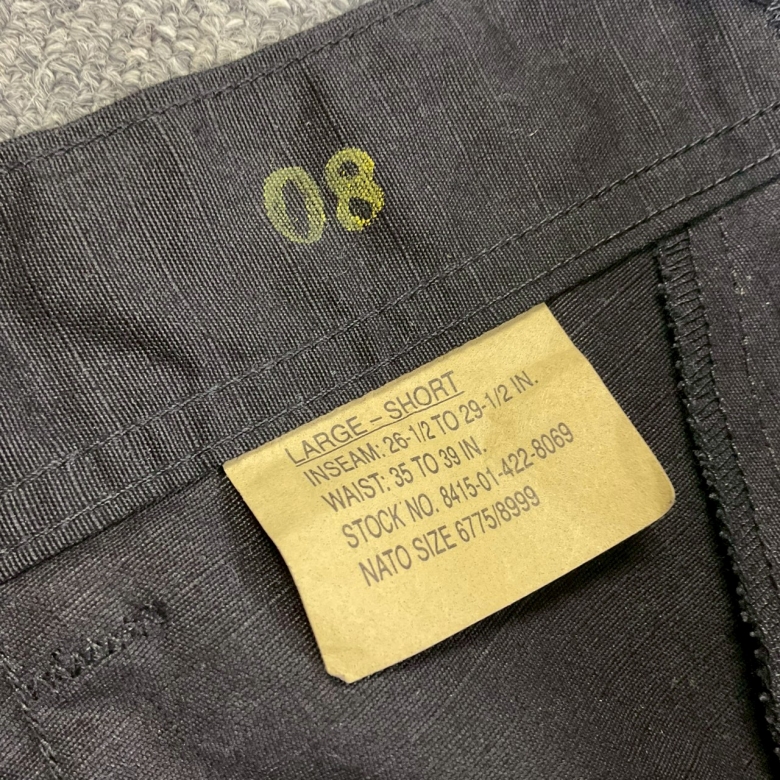 08
LARGE – SHORT
INSEAM: 26-1/2 TO 29-1/2 IN.
WAIST: 35 TO 39 IN.
STOCK NO. 8415-01-422-8069
NATO SIZE 6775/8999